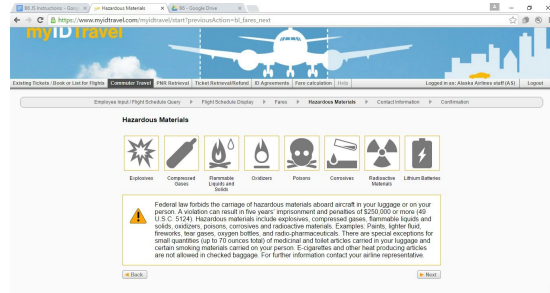 B6 JS Instructions - Goog
Hazardous Materials
B6 - Google Drive
https://www.myidtravel.com/myidtravel/start?previousAction=bl_fares_next
myIDTravel
Existing Tickets / Book or List for Flights Commuter Travel PNR Retrieval Ticket Retrieval/Refund ID Agreements Fare calculation Help Logged in as: Alaska Airlines staff (AS) Logout
Employee Input / Flight Schedule Query Flight Schedule Display Fares Hazardous Materials Contact Information Confirmation
Hazardous Materials
Explosives Compressed Gases Flammable Liquids and Solids Oxidizers Poisons Corrosives Radioactive Materials Lithium Batteries
Federal law forbids the carriage of hazardous materials aboard aircraft in your luggage or on your
person. A violation can result in five years' imprisonment and penalties of $250,000 or more (49
U.S.C. 5124). Hazardous materials include explosives, compressed gases, flammable liquids and
solids, oxidizers, poisons, corrosives and radioactive materials. Examples: Paints, lighter fluid,
fireworks, tear gases, oxygen bottles, and radio-pharmaceuticals. There are special exceptions for
small quantities (up to 70 ounces total) of medicinal and toilet articles carried in your luggage and
certain smoking materials carried on your person. E-cigarettes and other heat producing articles
are not allowed in checked baggage. For further information contact your airline representative.
Back Next